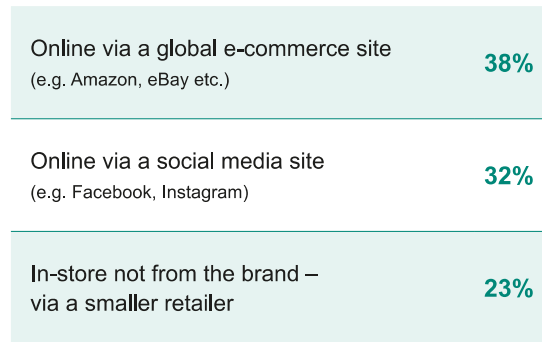 Online via a global e-commerce site
(e.g. Amazon, eBay etc.)
38%
Online via a social media site
(e.g. Facebook, Instagram)
32%
In-store not from the brand –
via a smaller retailer
23%